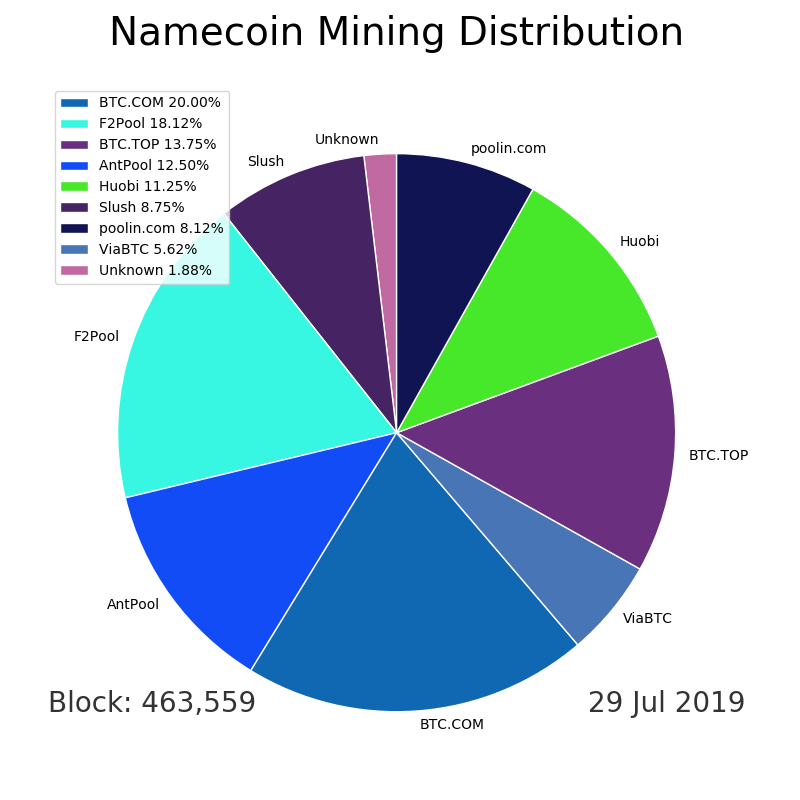 Namecoin Mining Distribution
BTC.COM 20.00%
F2Pool 18.12%
BTC.TOP 13.75%
AntPool 12.50%
Huobi 11.25%
Slush 8.75%
poolin.com 8.12%
ViaBTC 5.62%
Unknown 1.88%
Unknown
poolin.com
Slush
Huobi
F2Pool
BTC.TOP
AntPool
ViaBTC
BTC.COM
Block: 463,559
29 Jul 2019